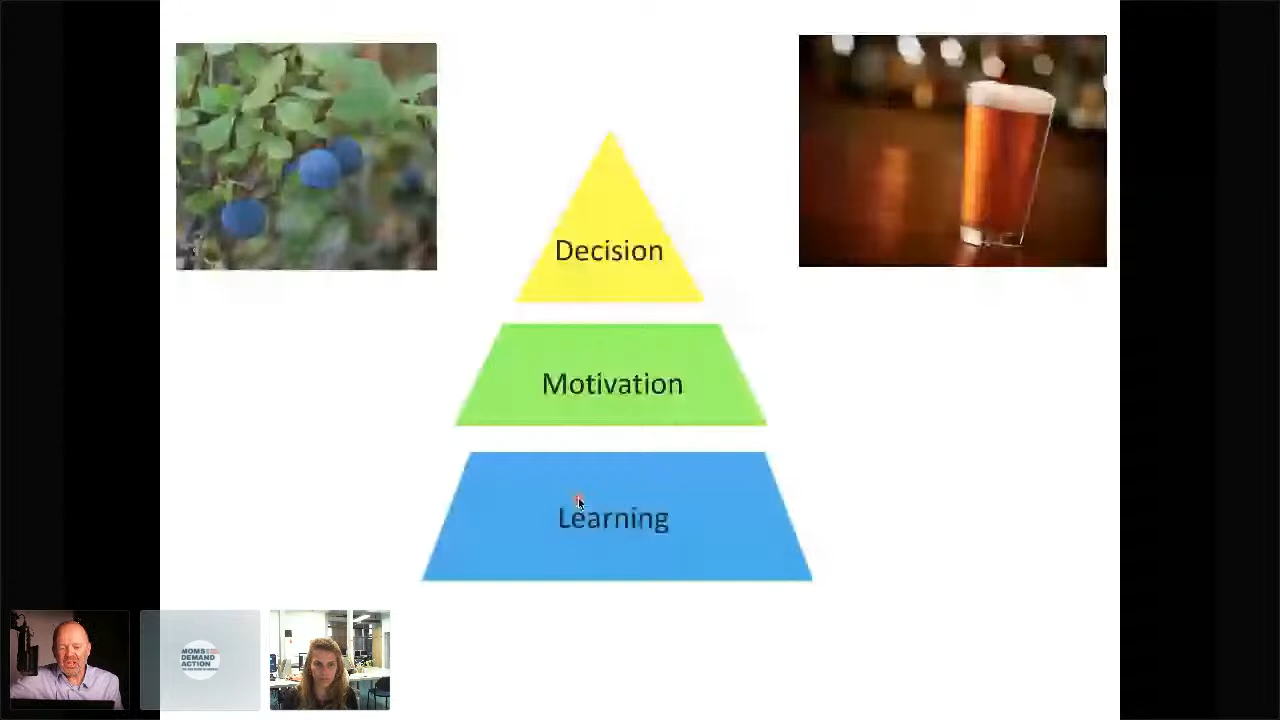 Decision
Motivation
Learning
MOMS
DEMAND
ACTION